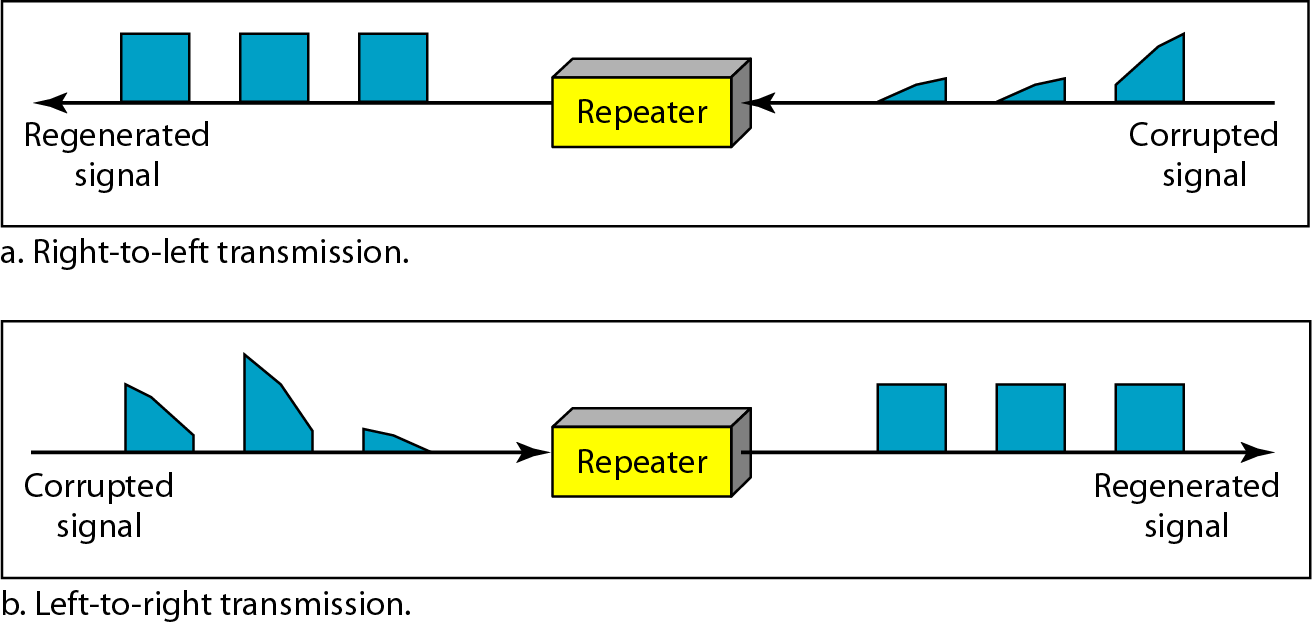 Repeater
Regenerated
signal
Corrupted
signal
a. Right-to-left transmission.
Repeater
Corrupted
signal
Regenerated
signal
b. Left-to-right transmission.